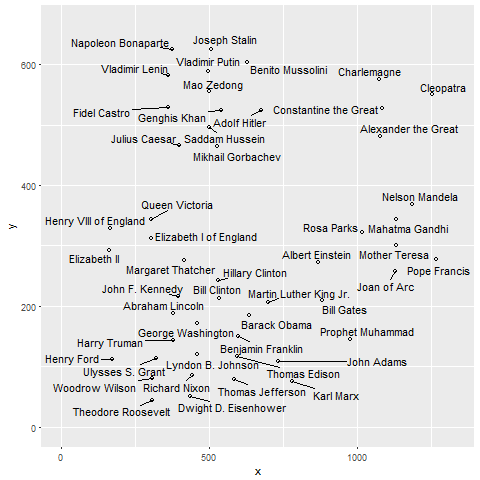 Napoleon Bonaparte
Joseph Stalin
Vladimir Lenin
Vladimir Putin
Benito Mussolini
Charlemagne
Mao Zedong
Cleopatra
600
Fidel Castro
Genghis Khan
Adolf Hitler
Constantine the Great
Alexander the Great
Julius Caesar
Saddam Hussein
Mikhail Gorbachev
400
Nelson Mandela
Queen Victoria
Henry VIII of England
Rosa Parks
Mahatma Gandhi
y
Elizabeth I of England
Elizabeth II
Albert Einstein
Mother Teresa
Margaret Thatcher
Hillary Clinton
Pope Francis
John F. Kennedy
Bill Clinton
Martin Luther King Jr.
Joan of Arc
200
Abraham Lincoln
Bill Gates
George Washington
Barack Obama
Prophet Muhammad
Harry Truman
Benjamin Franklin
Henry Ford
Ulysses S. Grant
Lyndon B. Johnson
John Adams
Thomas Edison
Woodrow Wilson
Richard Nixon
Thomas Jefferson
Karl Marx
Theodore Roosevelt
Dwight D. Eisenhower
0
0
500
1000
x